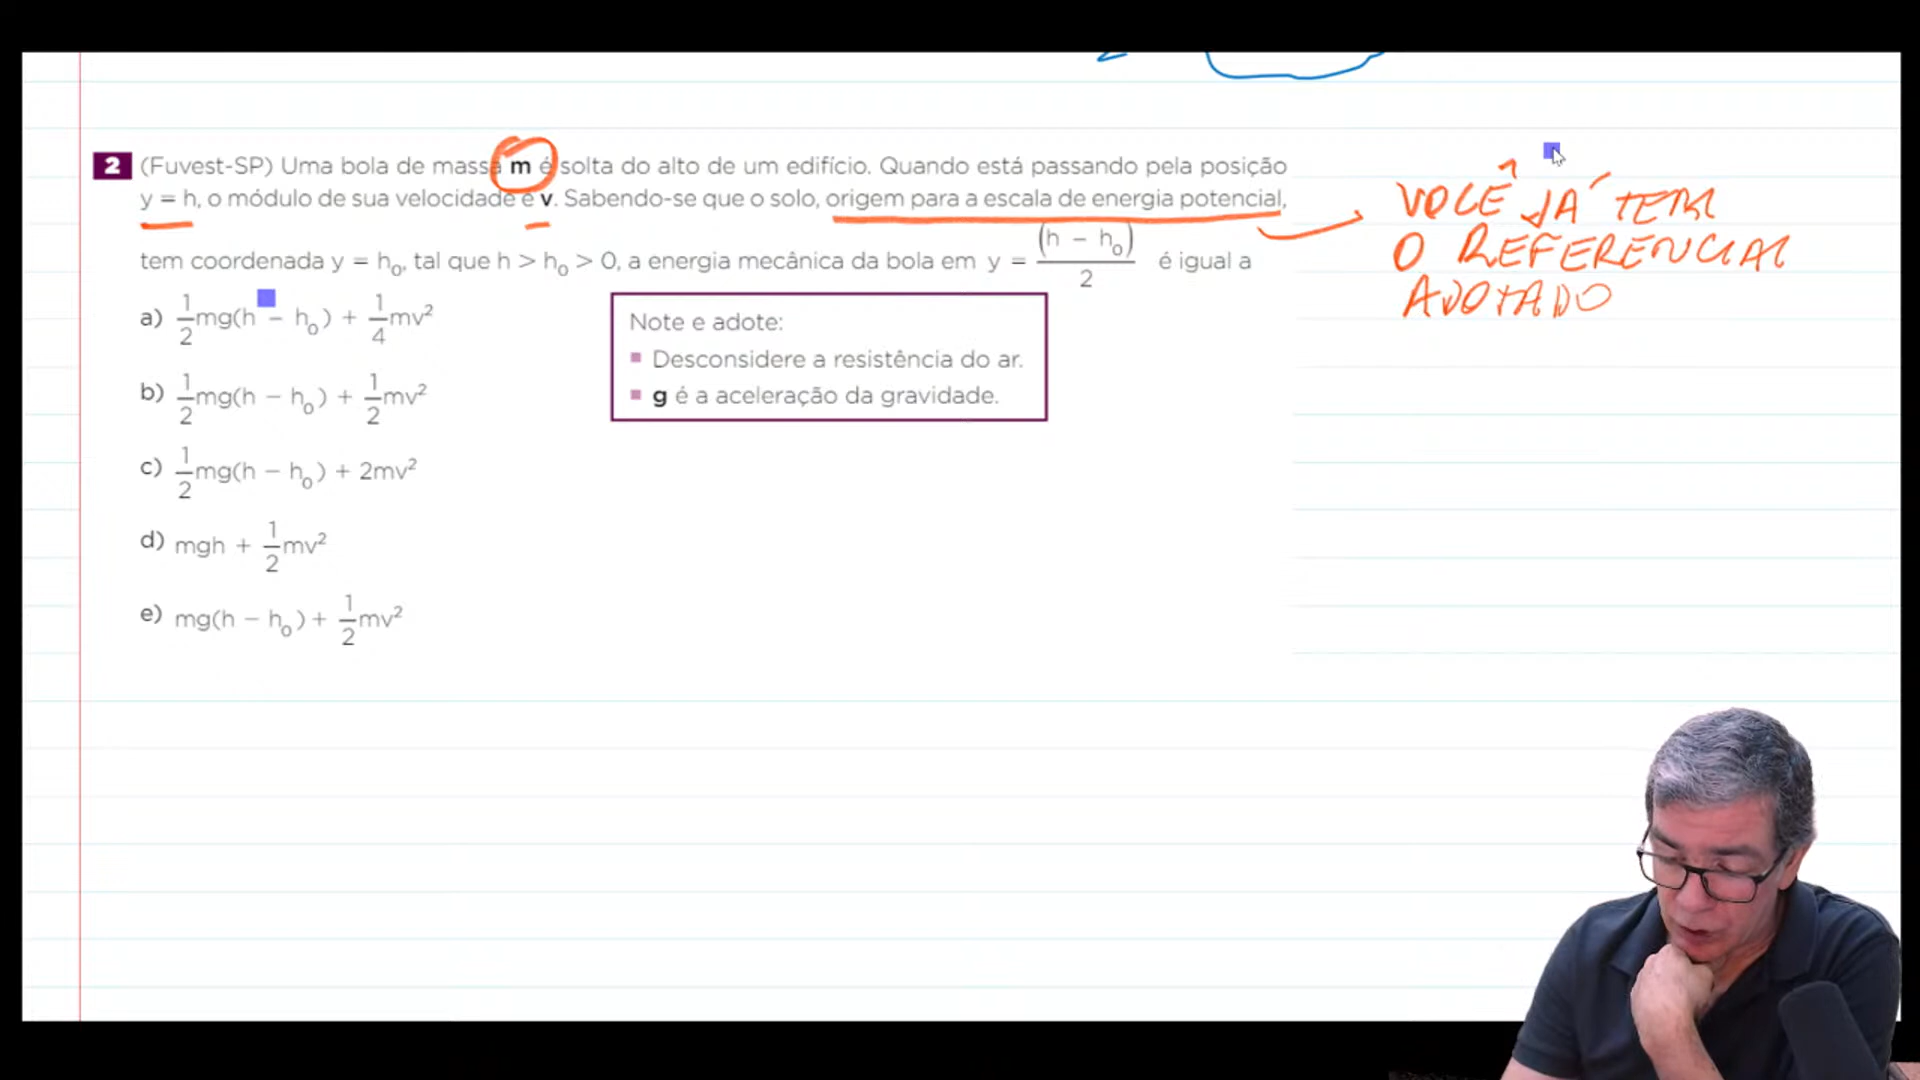 2 (Fuvest-SP) Uma bola de massa m é solta do alto de um edifício. Quando está passando pela posição
y = h, o módulo de sua velocidade é v. Sabendo-se que o solo, origem para a escala de energia potencial,
tem coordenada y = h₀, tal que h > h₀ > 0, a energia mecânica da bola em y = (h − h₀)/2 é igual a
a) 1/2 mg(h − h₀) + 1/4 mv²
b) 1/2 mg(h − h₀) + 1/2 mv²
c) 1/2 mg(h − h₀) + 2mv²
d) mgh + 1/2 mv²
e) mg(h − h₀) + 1/2 mv²
Note e adote:
Desconsidere a resistência do ar.
g é a aceleração da gravidade.
VOCÊ JÁ TEM
O REFERENCIAL
ADOTADO